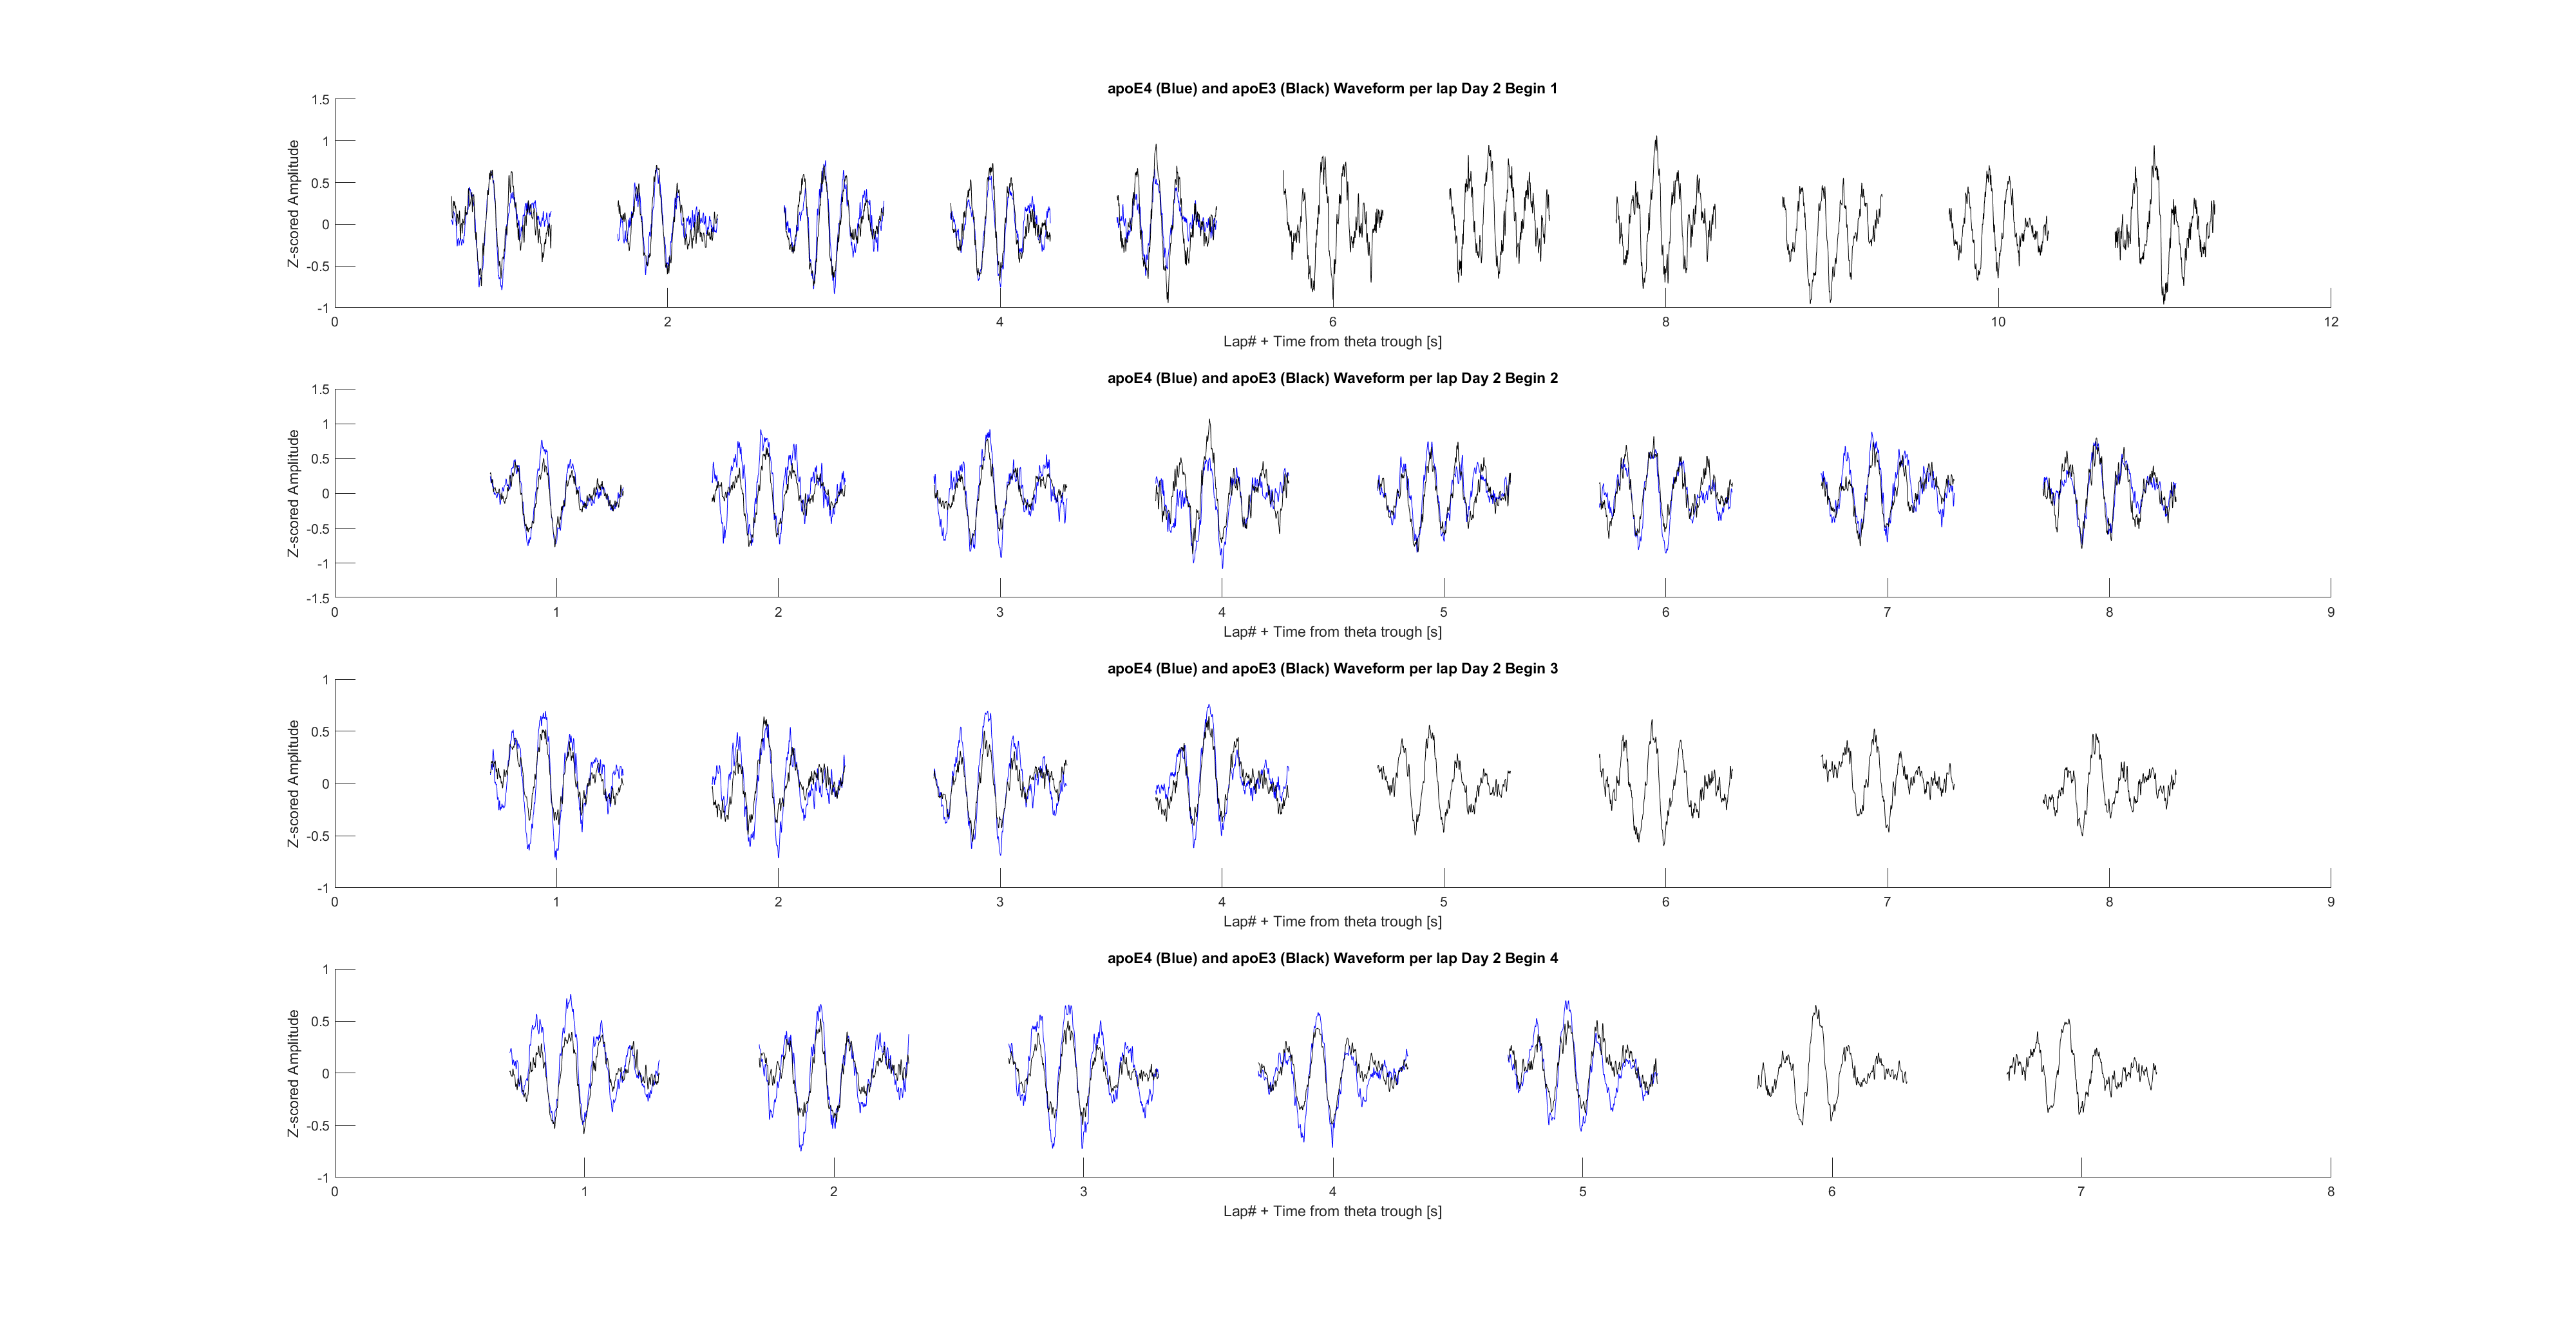 apoE4 (Blue) and apoE3 (Black) Waveform per lap Day 2 Begin 1
1.5
1
0.5
0
-0.5
-1
Z-scored Amplitude
0 2 4 6 8 10 12
Lap# + Time from theta trough [s]
apoE4 (Blue) and apoE3 (Black) Waveform per lap Day 2 Begin 2
1.5
1
0.5
0
-0.5
-1
-1.5
Z-scored Amplitude
0 1 2 3 4 5 6 7 8 9
Lap# + Time from theta trough [s]
apoE4 (Blue) and apoE3 (Black) Waveform per lap Day 2 Begin 3
1
0.5
0
-0.5
-1
Z-scored Amplitude
0 1 2 3 4 5 6 7 8 9
Lap# + Time from theta trough [s]
apoE4 (Blue) and apoE3 (Black) Waveform per lap Day 2 Begin 4
1
0.5
0
-0.5
-1
Z-scored Amplitude
0 1 2 3 4 5 6 7 8
Lap# + Time from theta trough [s]